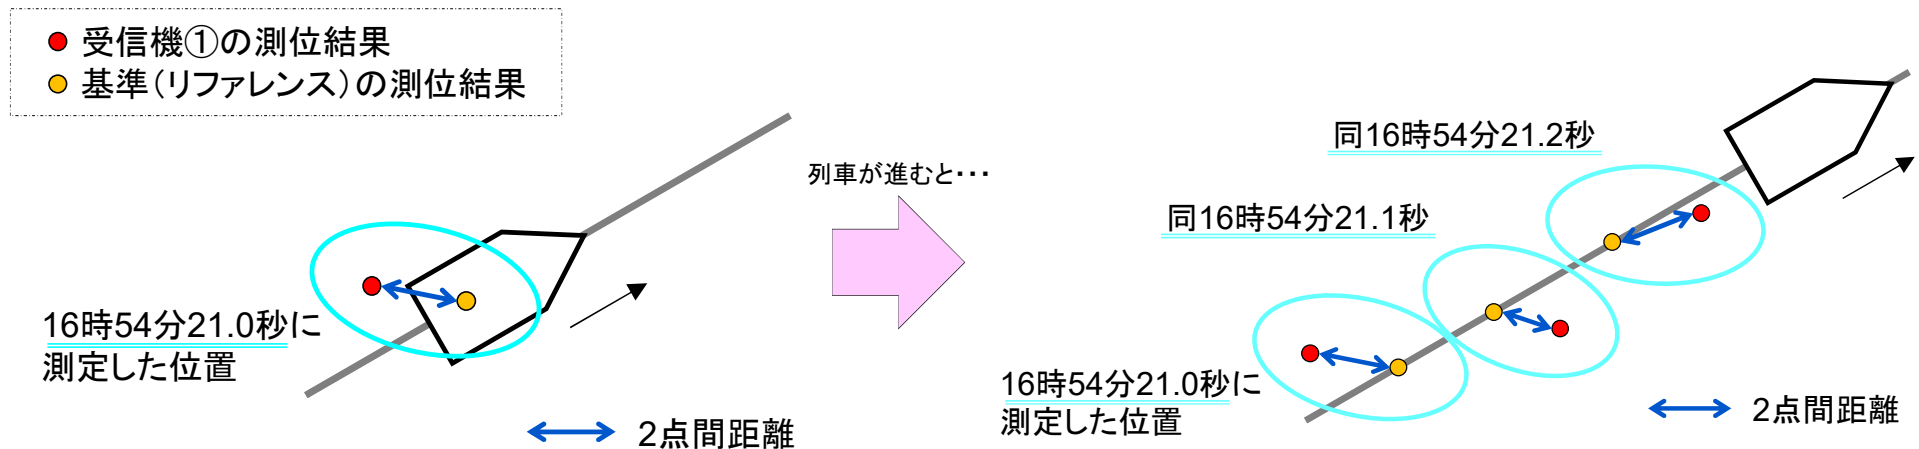 受信機①の測位結果
基準(リファレンス)の測位結果
16時54分21.0秒に
測定した位置
2点間距離
列車が進むと・・・
同16時54分21.2秒
同16時54分21.1秒
16時54分21.0秒に
測定した位置
2点間距離